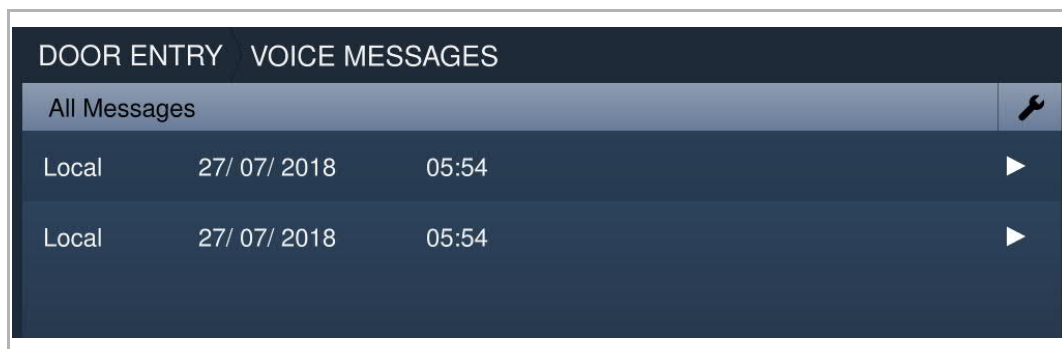 DOOR ENTRY VOICE MESSAGES
All Messages
Local 27/ 07/ 2018 05:54
Local 27/ 07/ 2018 05:54